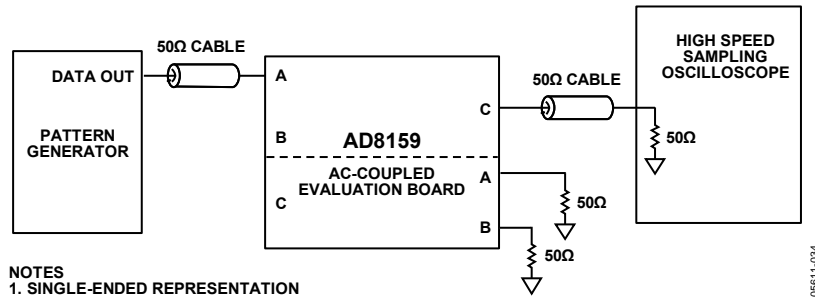 50Ω CABLE
DATA OUT
PATTERN
GENERATOR
A
B
C
AD8159
AC-COUPLED
EVALUATION BOARD
C
A
B
50Ω
50Ω
50Ω CABLE
HIGH SPEED
SAMPLING
OSCILLOSCOPE
50Ω
NOTES
1. SINGLE-ENDED REPRESENTATION
05611-034